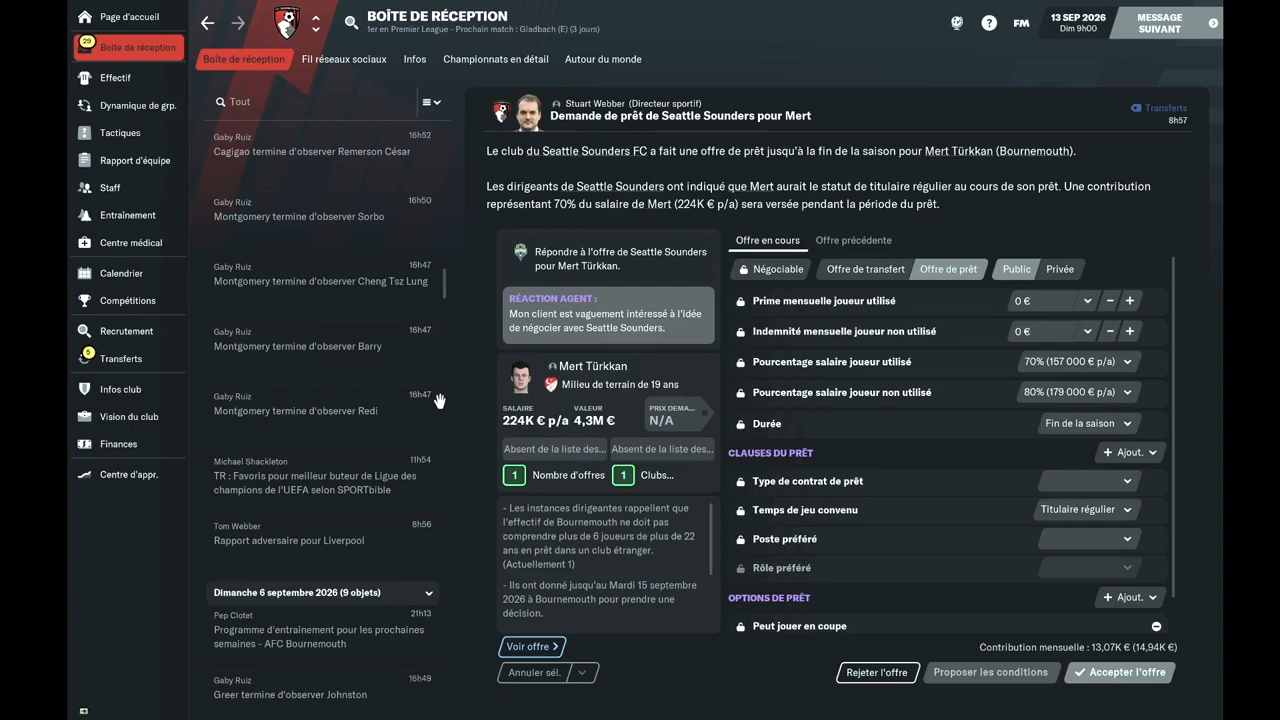 Page d'accueil
29
Boîte de réception
Effectif
Dynamique de grp.
Tactiques
Rapport d'équipe
Staff
Entraînement
Centre médical
Calendrier
Compétitions
Recrutement
5
Transferts
Infos club
Vision du club
Finances
Centre d'appr.
BOÎTE DE RÉCEPTION
1er en Premier League - Prochain match : Gladbach (E) (3 jours)
FM
13 SEP 2026
Dim 9h00
MESSAGE
SUIVANT
Boîte de réception
Fil réseaux sociaux
Infos
Championnats en détail
Autour du monde
Tout
Gaby Ruiz 16h52
Cagigao termine d'observer Remerson César
Gaby Ruiz 16h50
Montgomery termine d'observer Sorbo
Gaby Ruiz 16h47
Montgomery termine d'observer Cheng Tsz Lung
Gaby Ruiz 16h47
Montgomery termine d'observer Barry
Gaby Ruiz 16h47
Montgomery termine d'observer Redi
Michael Shackleton 11h54
TR : Favoris pour meilleur buteur de Ligue des
champions de l'UEFA selon SPORTbible
Tom Webber 8h56
Rapport adversaire pour Liverpool
Dimanche 6 septembre 2026 (9 objets)
Pep Clotet 21h13
Programme d'entraînement pour les prochaines
semaines - AFC Bournemouth
Gaby Ruiz 16h49
Greer termine d'observer Johnston
Stuart Webber (Directeur sportif)
Demande de prêt de Seattle Sounders pour Mert
Transferts
8h57
Le club du Seattle Sounders FC a fait une offre de prêt jusqu'à la fin de la saison pour Mert Türkkan (Bournemouth).
Les dirigeants de Seattle Sounders ont indiqué que Mert aurait le statut de titulaire régulier au cours de son prêt. Une contribution
représentant 70% du salaire de Mert (224K € p/a) sera versée pendant la période du prêt.
Répondre à l'offre de Seattle Sounders
pour Mert Türkkan.
RÉACTION AGENT :
Mon client est vaguement intéressé à l'idée
de négocier avec Seattle Sounders.
Mert Türkkan
Milieu de terrain de 19 ans
SALAIRE VALEUR PRIX DEMA...
224K € p/a 4,3M € N/A
Absent de la liste des... Absent de la liste des...
1 Nombre d'offres 1 Clubs...
- Les instances dirigeantes rappellent que
l'effectif de Bournemouth ne doit pas
comprendre plus de 6 joueurs de plus de 22
ans en prêt dans un club étranger.
(Actuellement 1)
- Ils ont donné jusqu'au Mardi 15 septembre
2026 à Bournemouth pour prendre une
décision.
Voir offre
Annuler sél.
Offre en cours Offre précédente
Négociable Offre de transfert Offre de prêt Public Privée
Prime mensuelle joueur utilisé 0 €
Indemnité mensuelle joueur non utilisé 0 €
Pourcentage salaire joueur utilisé 70% (157 000 € p/a)
Pourcentage salaire joueur non utilisé 80% (179 000 € p/a)
Durée Fin de la saison
CLAUSES DU PRÊT Ajout.
Type de contrat de prêt
Temps de jeu convenu Titulaire régulier
Poste préféré
Rôle préféré
OPTIONS DE PRÊT Ajout.
Peut jouer en coupe
Contribution mensuelle : 13,07K € (14,94K €)
Rejeter l'offre Proposer les conditions Accepter l'offre